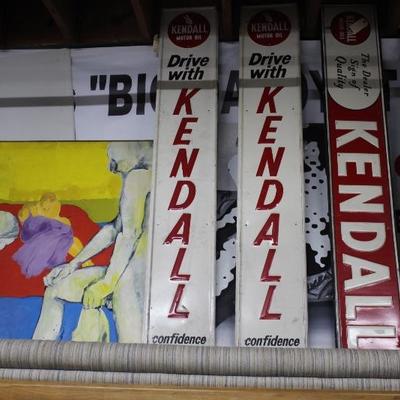 KENDALL
MOTOR OIL
Drive
with
KENDALL
confidence
KENDALL
MOTOR OIL
Drive
with
KENDALL
confidence
KENDALL
The Dealer
Sign of
Quality
KENDALL
"BIG